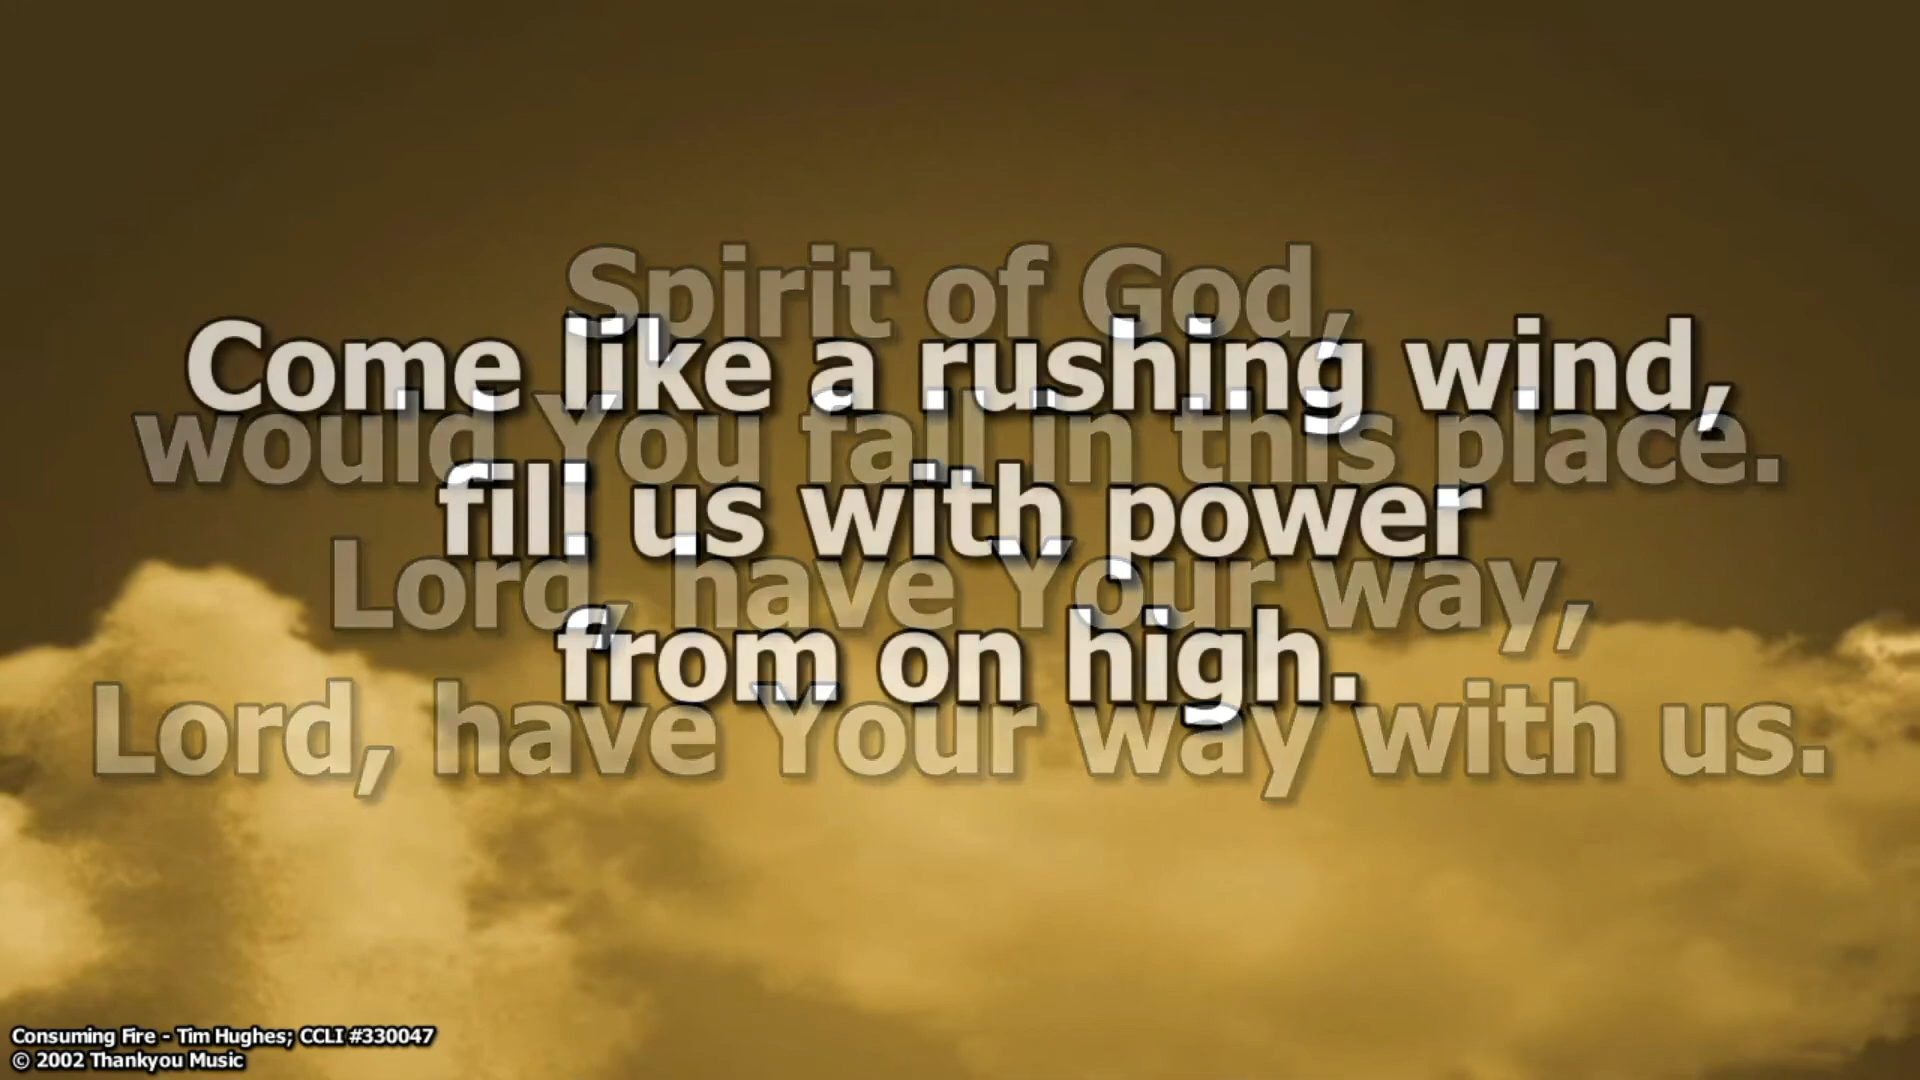 Spirit of God,
Come like a rushing wind,
would You fall in this place.
fill us with power
Lord, have Your way,
from on high.
Lord, have Your way with us.
Consuming Fire - Tim Hughes; CCLI #330047
© 2002 Thankyou Music